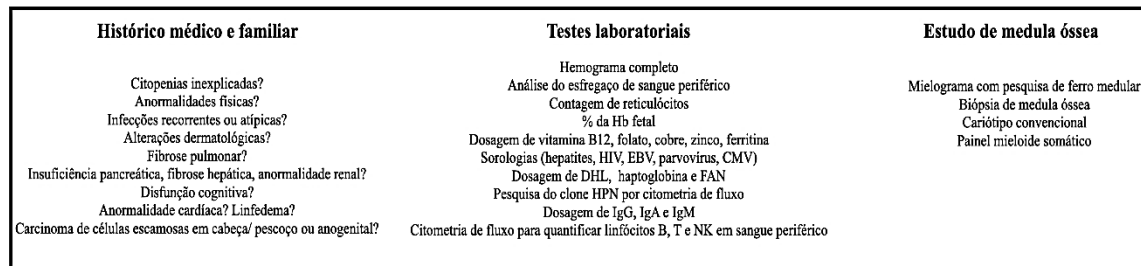 Histórico médico e familiar
Citopenias inexplicadas?
Anormalidades físicas?
Infecções recorrentes ou atípicas?
Alterações dermatológicas?
Fibrose pulmonar?
Insuficiência pancreática, fibrose hepática, anormalidade renal?
Disfunção cognitiva?
Anormalidade cardíaca? Linfedema?
Carcinoma de células escamosas em cabeça/ pescoço ou anogenital?
Testes laboratoriais
Hemograma completo
Análise do esfregaço de sangue periférico
Contagem de reticulócitos
% da Hb fetal
Dosagem de vitamina B12, folato, cobre, zinco, ferritina
Sorologias (hepatites, HIV, EBV, parvovírus, CMV)
Dosagem de DHL, haptoglobina e FAN
Pesquisa do clone HPN por citometria de fluxo
Dosagem de IgG, IgA e IgM
Citometria de fluxo para quantificar linfócitos B, T e NK em sangue periférico
Estudo de medula óssea
Mielograma com pesquisa de ferro medular
Biópsia de medula óssea
Cariótipo convencional
Painel mieloide somático